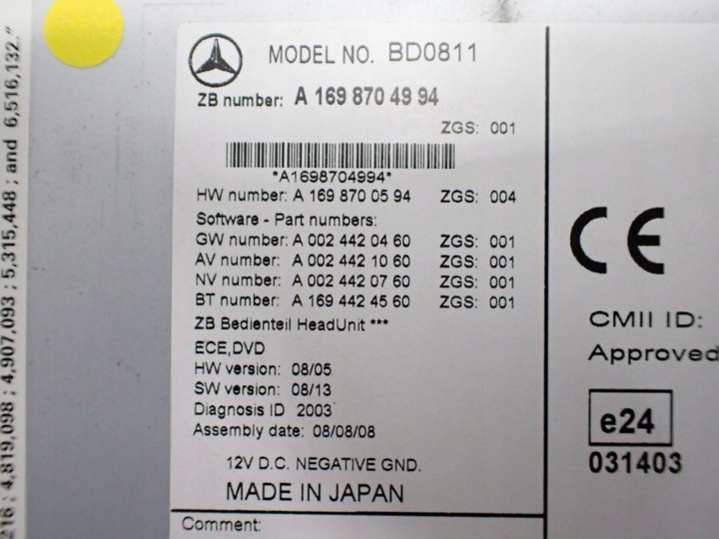 216 ; 4,819,098 ; 4,907,093 ; 5,315,448 ; and 6,516,132."
MODEL NO. BD0811
ZB number: A 169 870 49 94
ZGS: 001
*A1698704994*
HW number: A 169 870 05 94 ZGS: 004
Software - Part numbers:
GW number: A 002 442 04 60 ZGS: 001
AV number: A 002 442 10 60 ZGS: 001
NV number: A 002 442 07 60 ZGS: 001
BT number: A 169 442 45 60 ZGS: 001
ZB Bedienteil HeadUnit ***
ECE,DVD
HW version: 08/05
SW version: 08/13
Diagnosis ID 2003
Assembly date: 08/08/08
12V D.C. NEGATIVE GND.
MADE IN JAPAN
Comment:
CE
CMII ID:
Approved
e24
031403